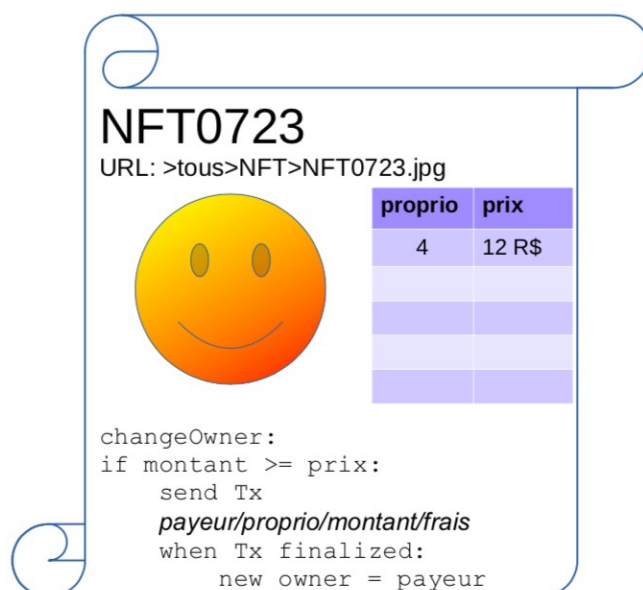 NFT0723
URL: >tous>NFT>NFT0723.jpg
proprio prix
4 12 R$
changeOwner:
if montant >= prix:
send Tx
payeur/proprio/montant/frais
when Tx finalized:
new owner = payeur